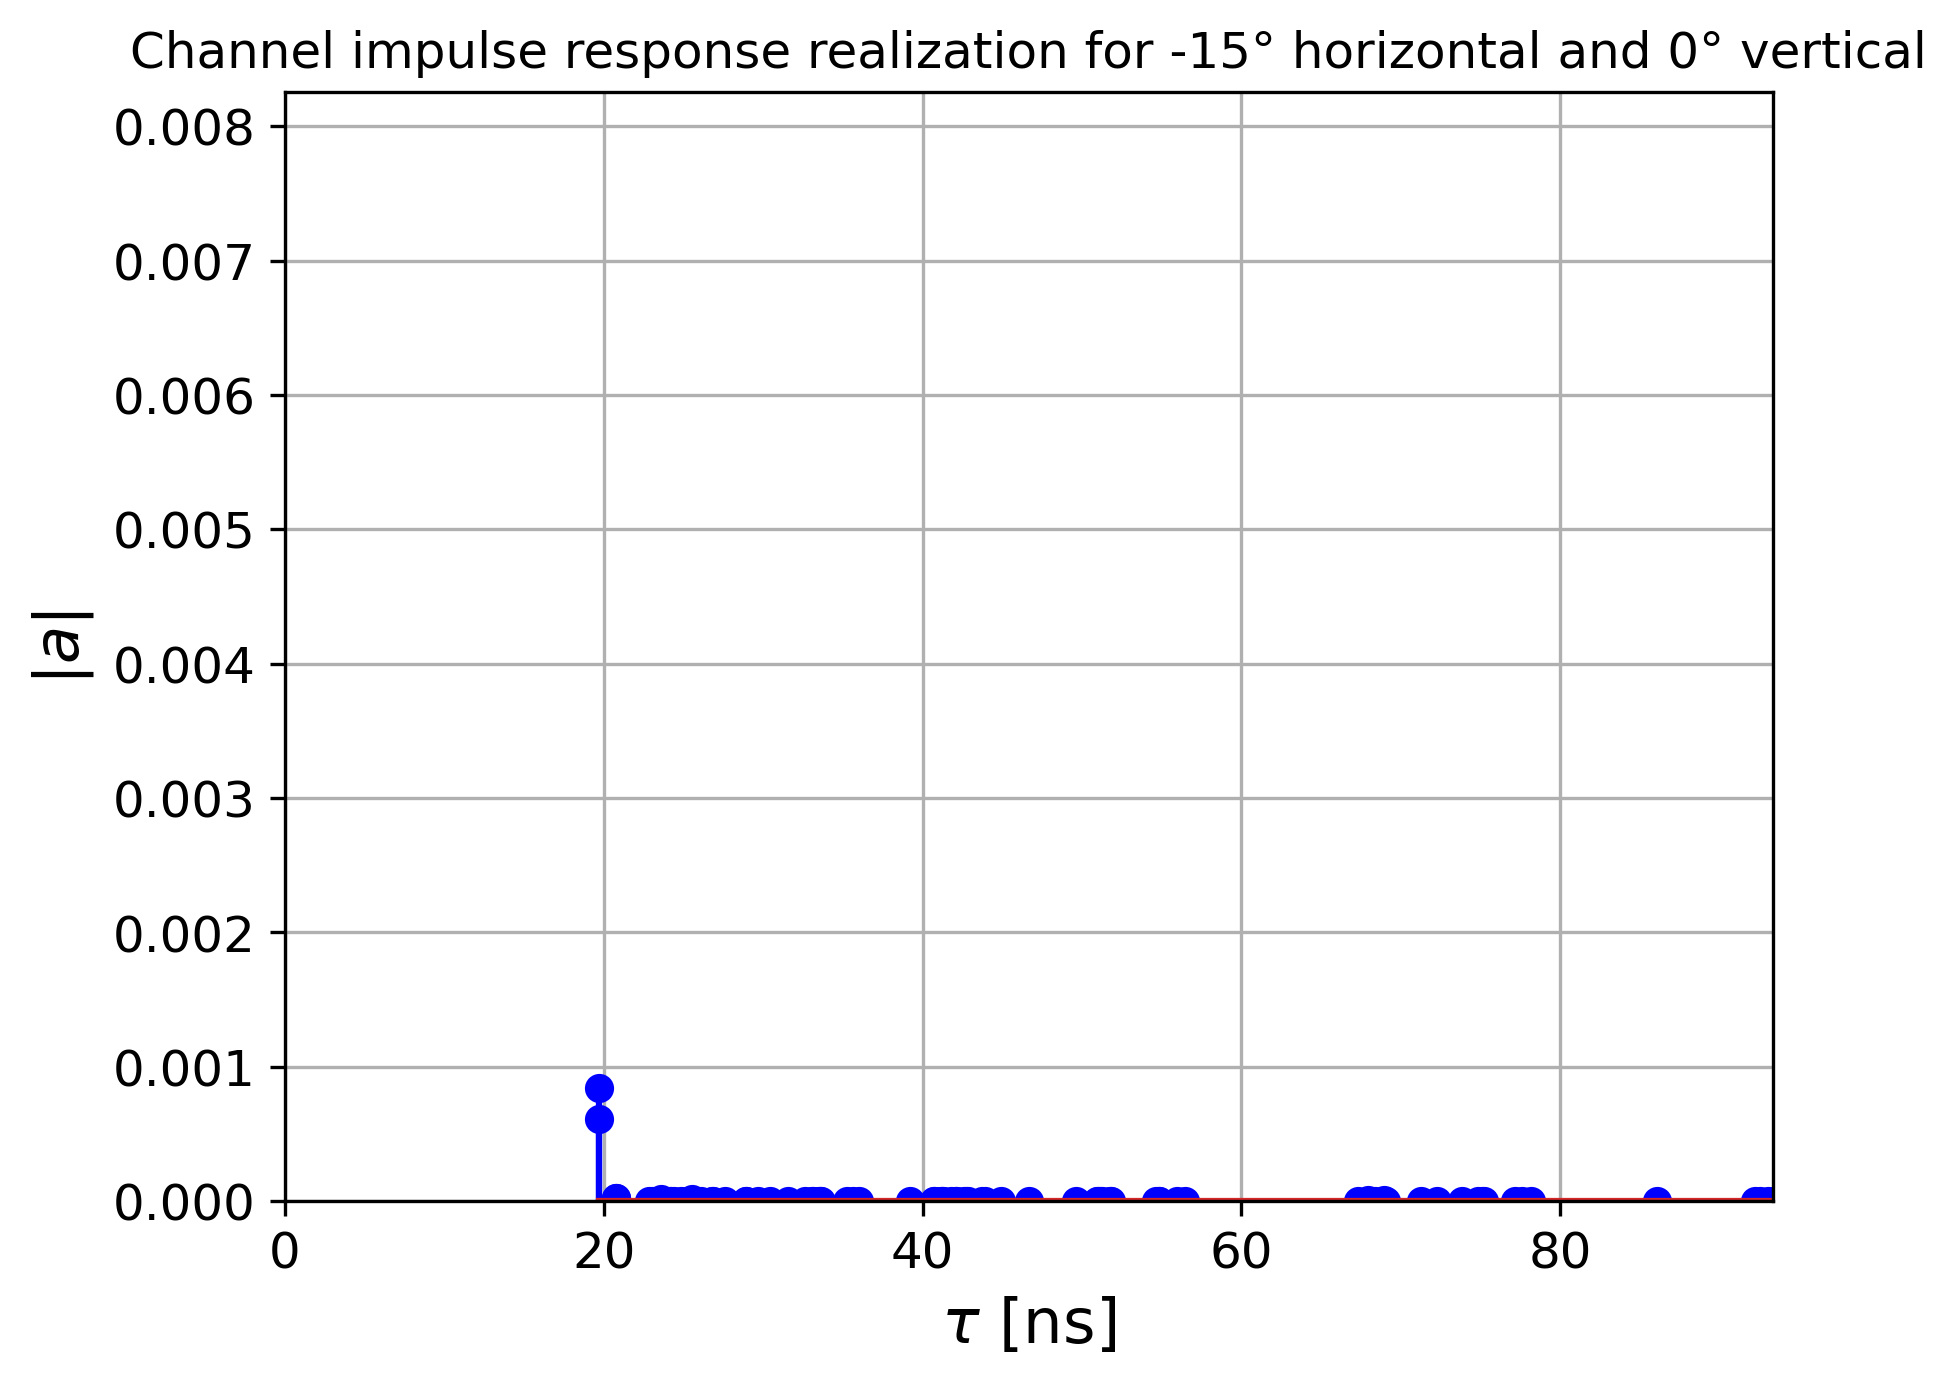 Channel impulse response realization for -15° horizontal and 0° vertical
0.008
0.007
0.006
0.005
0.004
0.003
0.002
0.001
0.000
|a|
0 20 40 60 80
τ [ns]